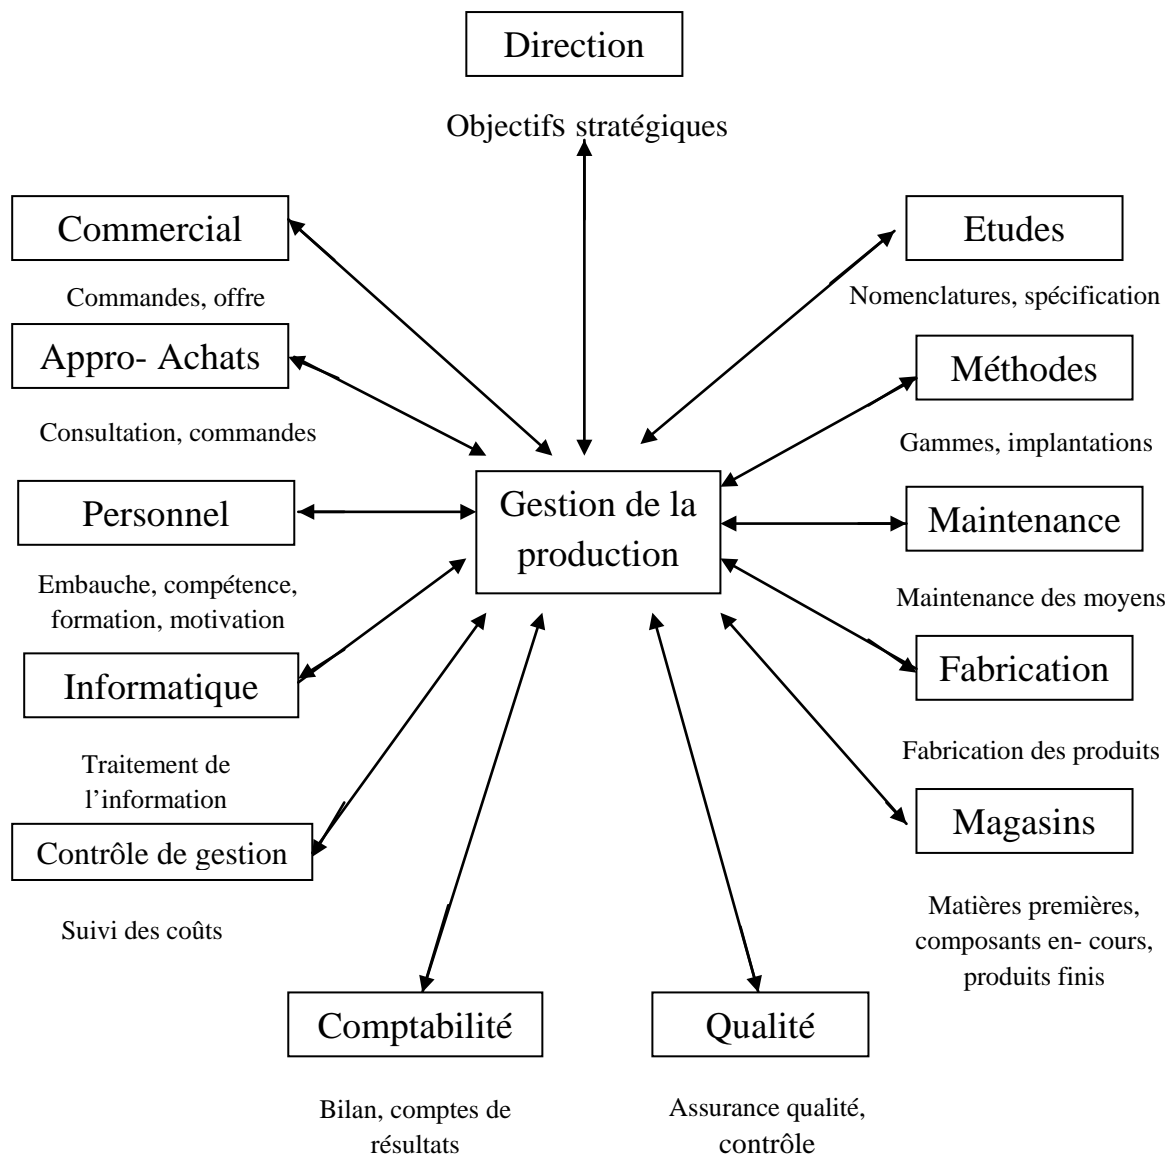 Direction
Objectifs stratégiques
Commercial
Commandes, offre
Appro- Achats
Consultation, commandes
Personnel
Embauche, compétence,
formation, motivation
Informatique
Traitement de
l’information
Contrôle de gestion
Suivi des coûts
Gestion de la
production
Etudes
Nomenclatures, spécification
Méthodes
Gammes, implantations
Maintenance
Maintenance des moyens
Fabrication
Fabrication des produits
Magasins
Matières premières,
composants en- cours,
produits finis
Comptabilité
Bilan, comptes de
résultats
Qualité
Assurance qualité,
contrôle